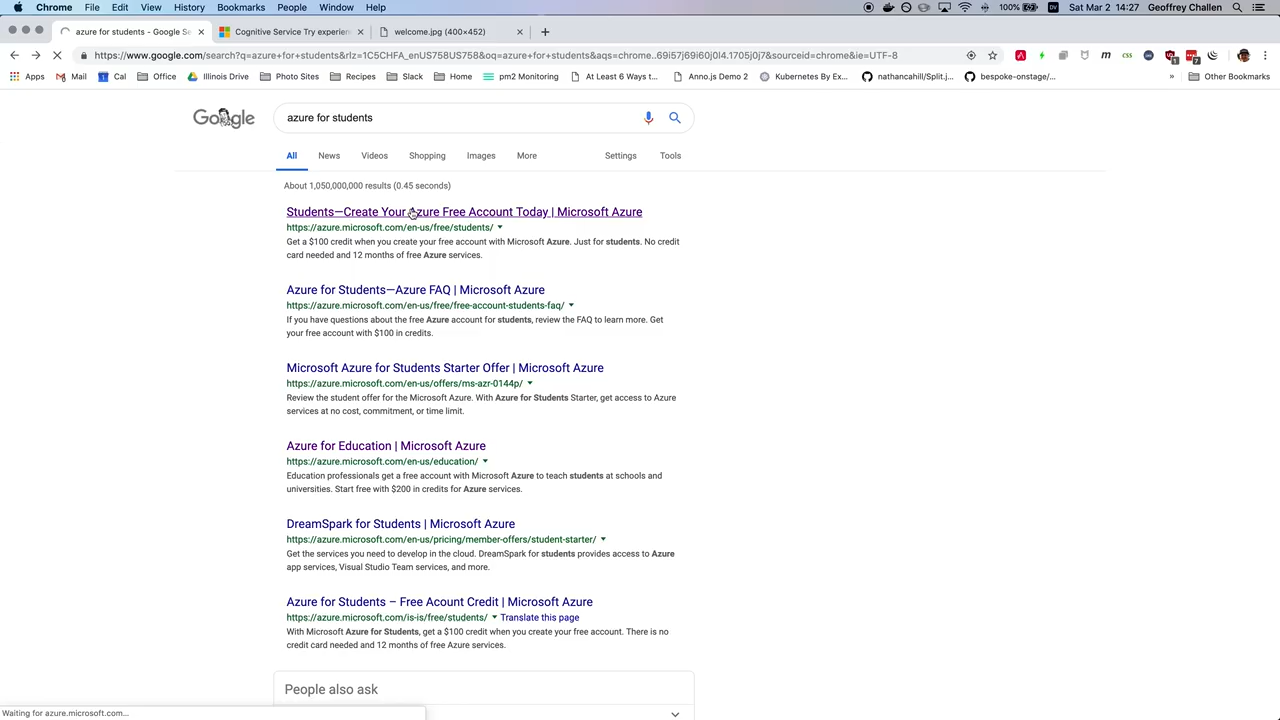 Chrome File Edit View History Bookmarks People Window Help
100% DV Sat Mar 2 14:27 Geoffrey Challen
azure for students - Google Se
Cognitive Service Try experien
welcome.jpg (400×452)
https://www.google.com/search?q=azure+for+students&rlz=1C5CHFA_enUS758US758&oq=azure+for+students&aqs=chrome..69i57j69i60j0l4.1705j0j7&sourceid=chrome&ie=UTF-8
Apps Mail Cal Office Illinois Drive Photo Sites Recipes Slack Home pm2 Monitoring At Least 6 Ways t... Anno.js Demo 2 Kubernetes By Ex... nathancahill/Split.j... bespoke-onstage/... » Other Bookmarks
Google
azure for students
All News Videos Shopping Images More Settings Tools
About 1,050,000,000 results (0.45 seconds)
Students—Create Your Azure Free Account Today | Microsoft Azure
https://azure.microsoft.com/en-us/free/students/
Get a $100 credit when you create your free account with Microsoft Azure. Just for students. No credit
card needed and 12 months of free Azure services.
Azure for Students—Azure FAQ | Microsoft Azure
https://azure.microsoft.com/en-us/free/free-account-students-faq/
If you have questions about the free Azure account for students, review the FAQ to learn more. Get
your free account with $100 in credits.
Microsoft Azure for Students Starter Offer | Microsoft Azure
https://azure.microsoft.com/en-us/offers/ms-azr-0144p/
Review the student offer for the Microsoft Azure. With Azure for Students Starter, get access to Azure
services at no cost, commitment, or time limit.
Azure for Education | Microsoft Azure
https://azure.microsoft.com/en-us/education/
Education professionals get a free account with Microsoft Azure to teach students at schools and
universities. Start free with $200 in credits for Azure services.
DreamSpark for Students | Microsoft Azure
https://azure.microsoft.com/en-us/pricing/member-offers/student-starter/
Get the services you need to develop in the cloud. DreamSpark for students provides access to Azure
app services, Visual Studio Team services, and more.
Azure for Students – Free Acount Credit | Microsoft Azure
https://azure.microsoft.com/is-is/free/students/ Translate this page
With Microsoft Azure for Students, get a $100 credit when you create your free account. There is no
credit card needed and 12 months of free Azure services.
People also ask
Waiting for azure.microsoft.com...